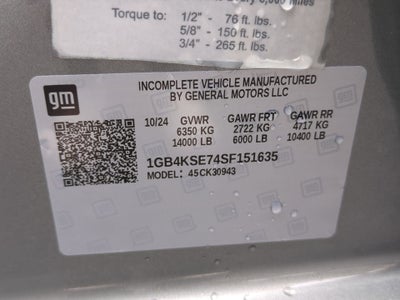 Torque to: 1/2" - 76 ft. lbs.
5/8" - 150 ft. lbs.
3/4" - 265 ft. lbs.
gm
INCOMPLETE VEHICLE MANUFACTURED
BY GENERAL MOTORS LLC
10/24 GVWR GAWR FRT GAWR RR
6350 KG 2722 KG 4717 KG
14000 LB 6000 LB 10400 LB
1GB4KSE74SF151635
MODEL: 45CK30943